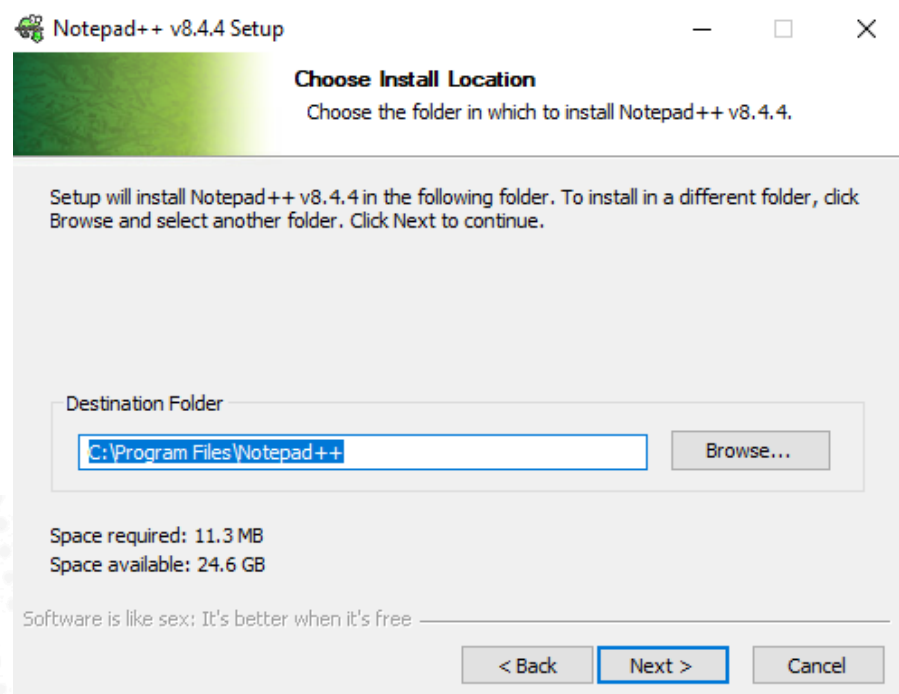 Notepad++ v8.4.4 Setup
Choose Install Location
Choose the folder in which to install Notepad++ v8.4.4.
Setup will install Notepad++ v8.4.4 in the following folder. To install in a different folder, click
Browse and select another folder. Click Next to continue.
Destination Folder
C:\Program Files\Notepad++
Browse...
Space required: 11.3 MB
Space available: 24.6 GB
Software is like sex: It's better when it's free
< Back Next > Cancel